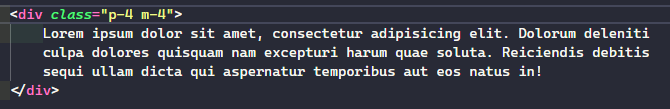 <div class="p-4 m-4">
Lorem ipsum dolor sit amet, consectetur adipisicing elit. Dolorum deleniti
culpa dolores quisquam nam excepturi harum quae soluta. Reiciendis debitis
sequi ullam dicta qui aspernatur temporibus aut eos natus in!
</div>